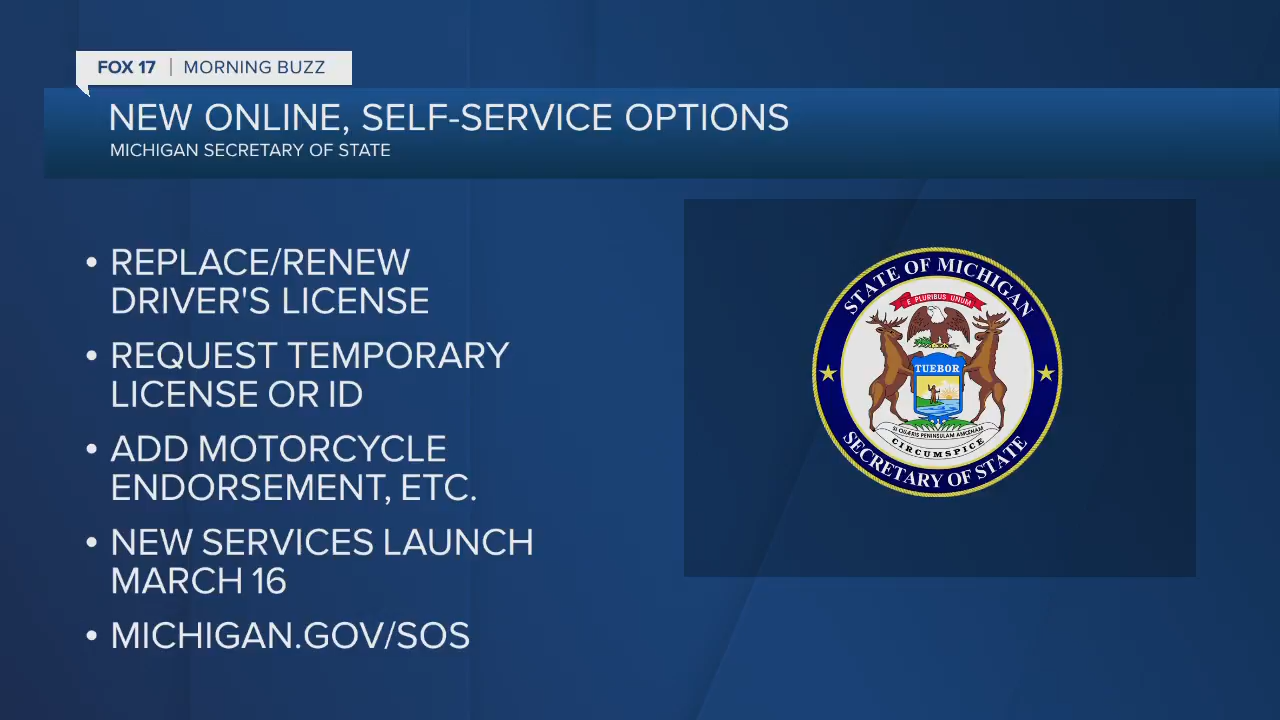 FOX 17 | MORNING BUZZ
NEW ONLINE, SELF-SERVICE OPTIONS
MICHIGAN SECRETARY OF STATE
• REPLACE/RENEW
DRIVER'S LICENSE
• REQUEST TEMPORARY
LICENSE OR ID
• ADD MOTORCYCLE
ENDORSEMENT, ETC.
• NEW SERVICES LAUNCH
MARCH 16
• MICHIGAN.GOV/SOS
STATE OF MICHIGAN
E PLURIBUS UNUM
TUEBOR
SI QUÆRIS PENINSULAM AMŒNAM
CIRCUMSPICE
SECRETARY OF STATE